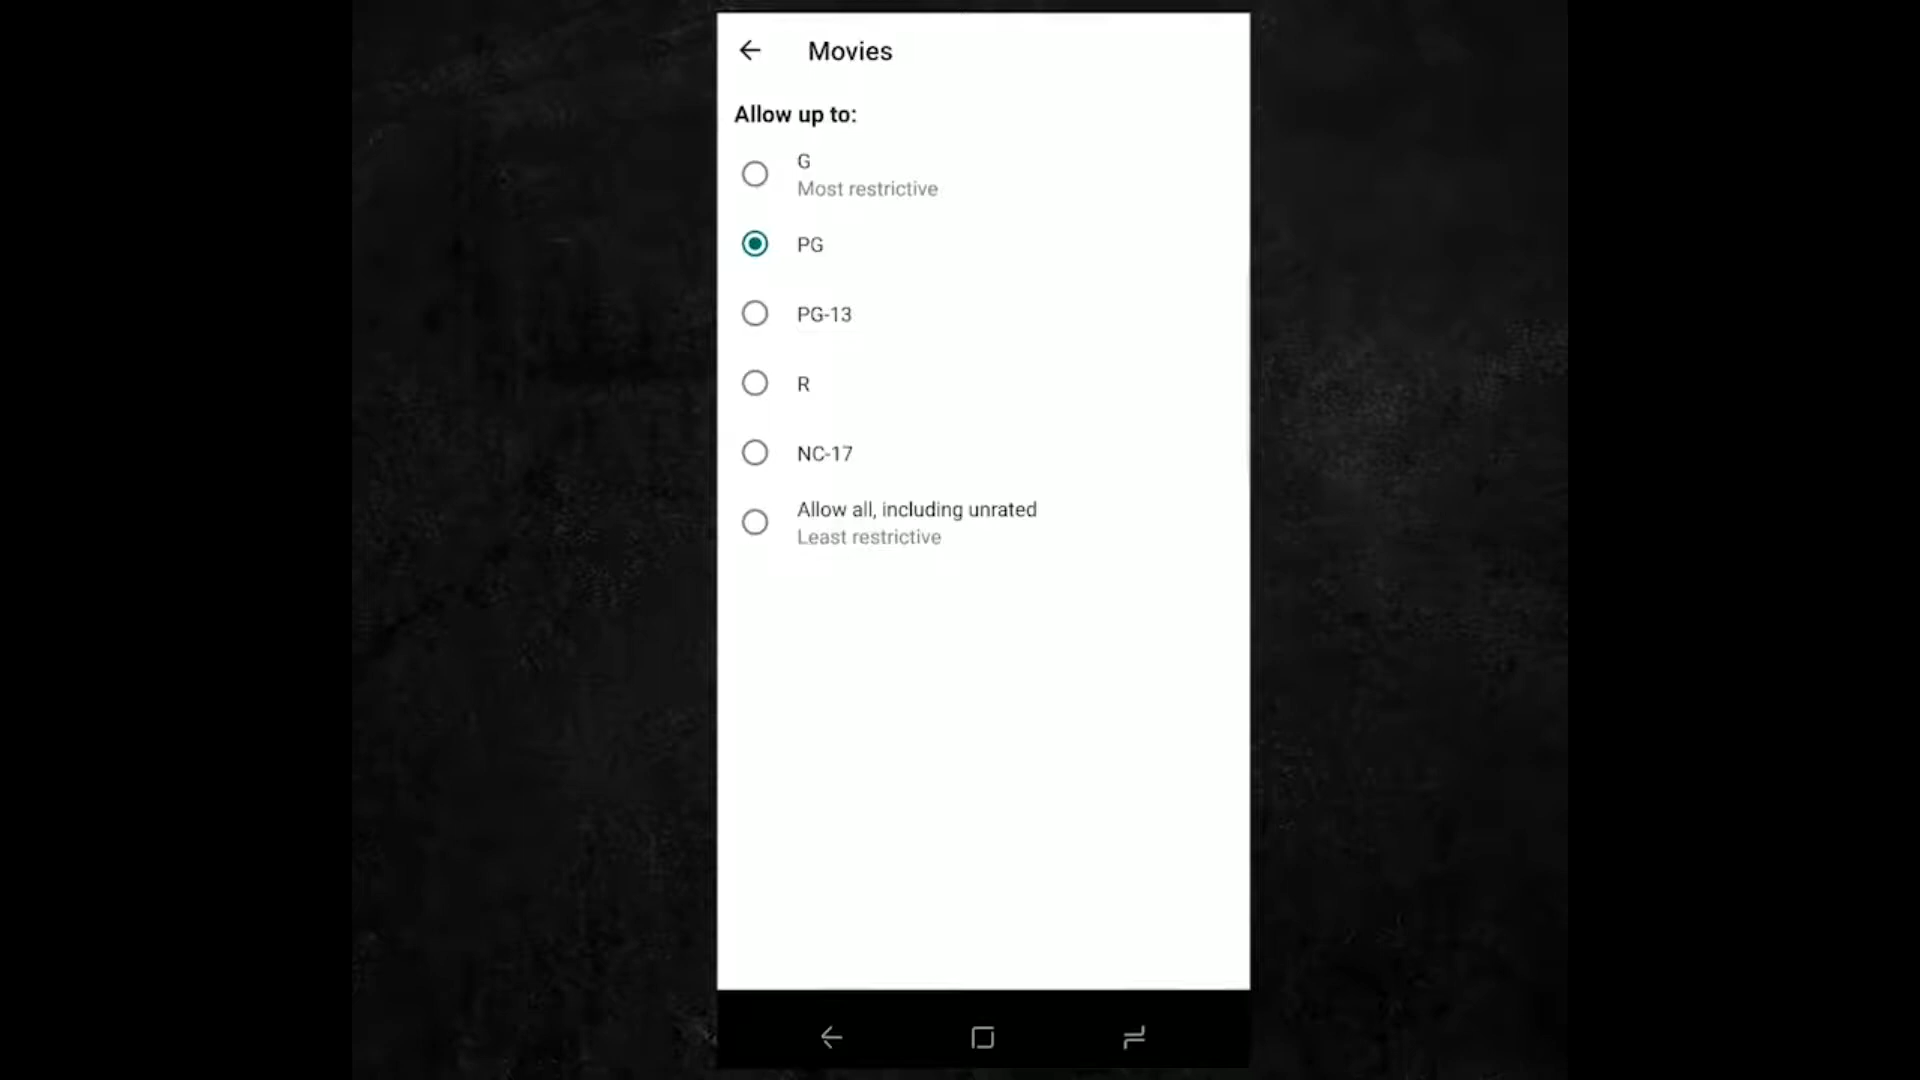 Movies
Allow up to:
G
Most restrictive
PG
PG-13
R
NC-17
Allow all, including unrated
Least restrictive